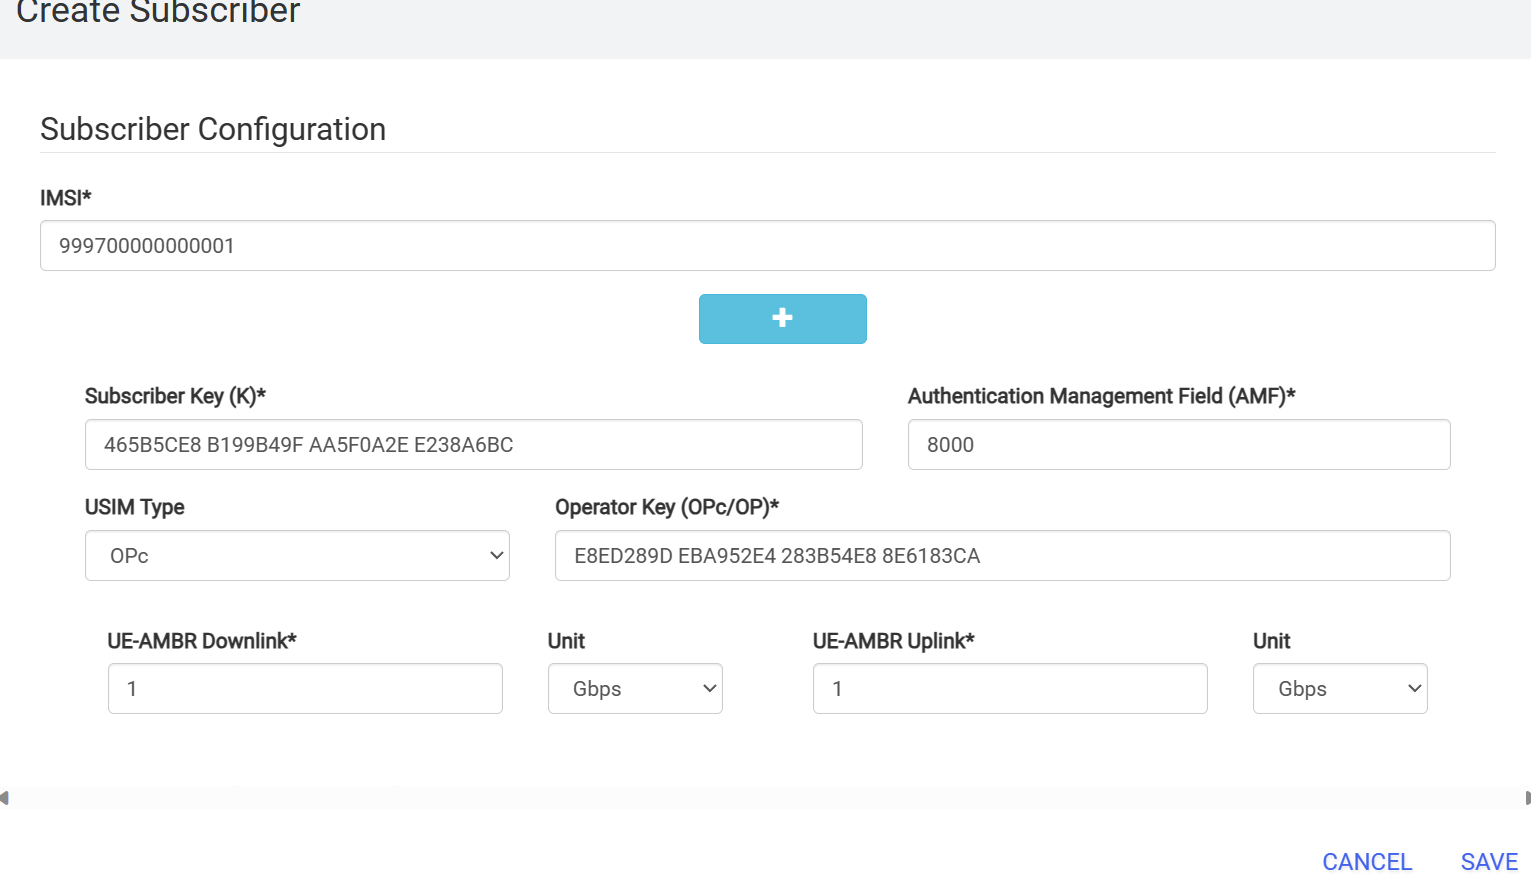 Create Subscriber
Subscriber Configuration
IMSI*
999700000000001
+
Subscriber Key (K)* Authentication Management Field (AMF)*
465B5CE8 B199B49F AA5F0A2E E238A6BC 8000
USIM Type Operator Key (OPc/OP)*
OPc E8ED289D EBA952E4 283B54E8 8E6183CA
UE-AMBR Downlink* Unit UE-AMBR Uplink* Unit
1 Gbps 1 Gbps
CANCEL SAVE